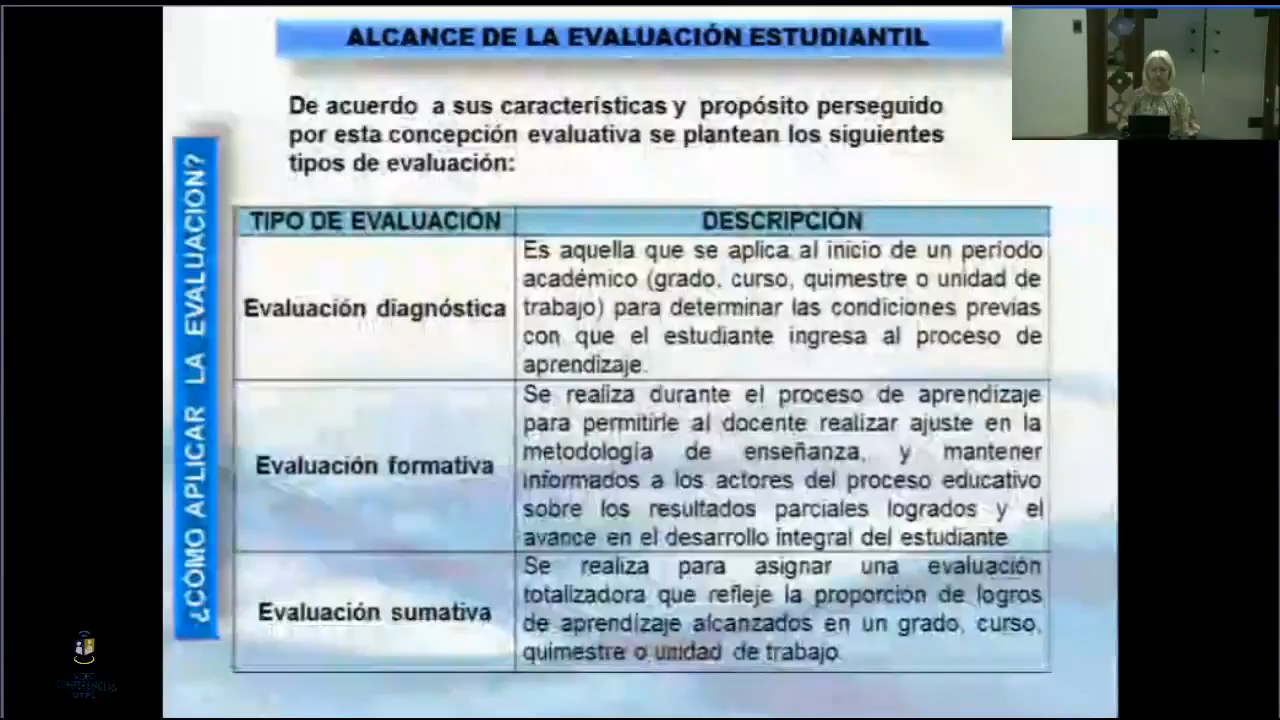 ALCANCE DE LA EVALUACIÓN ESTUDIANTIL
De acuerdo a sus características y propósito perseguido
por esta concepción evaluativa se plantean los siguientes
tipos de evaluación:
¿CÓMO APLICAR LA EVALUACION?
TIPO DE EVALUACIÓN
DESCRIPCIÓN
Evaluación diagnóstica
Es aquella que se aplica al inicio de un período
académico (grado, curso, quimestre o unidad de
trabajo) para determinar las condiciones previas
con que el estudiante ingresa al proceso de
aprendizaje.
Evaluación formativa
Se realiza durante el proceso de aprendizaje
para permitirle al docente realizar ajuste en la
metodología de enseñanza, y mantener
informados a los actores del proceso educativo
sobre los resultados parciales logrados y el
avance en el desarrollo integral del estudiante
Evaluación sumativa
Se realiza para asignar una evaluación
totalizadora que refleje la proporción de logros
de aprendizaje alcanzados en un grado, curso,
quimestre o unidad de trabajo.
VIDEO
CONFERENCIAS
UTPL